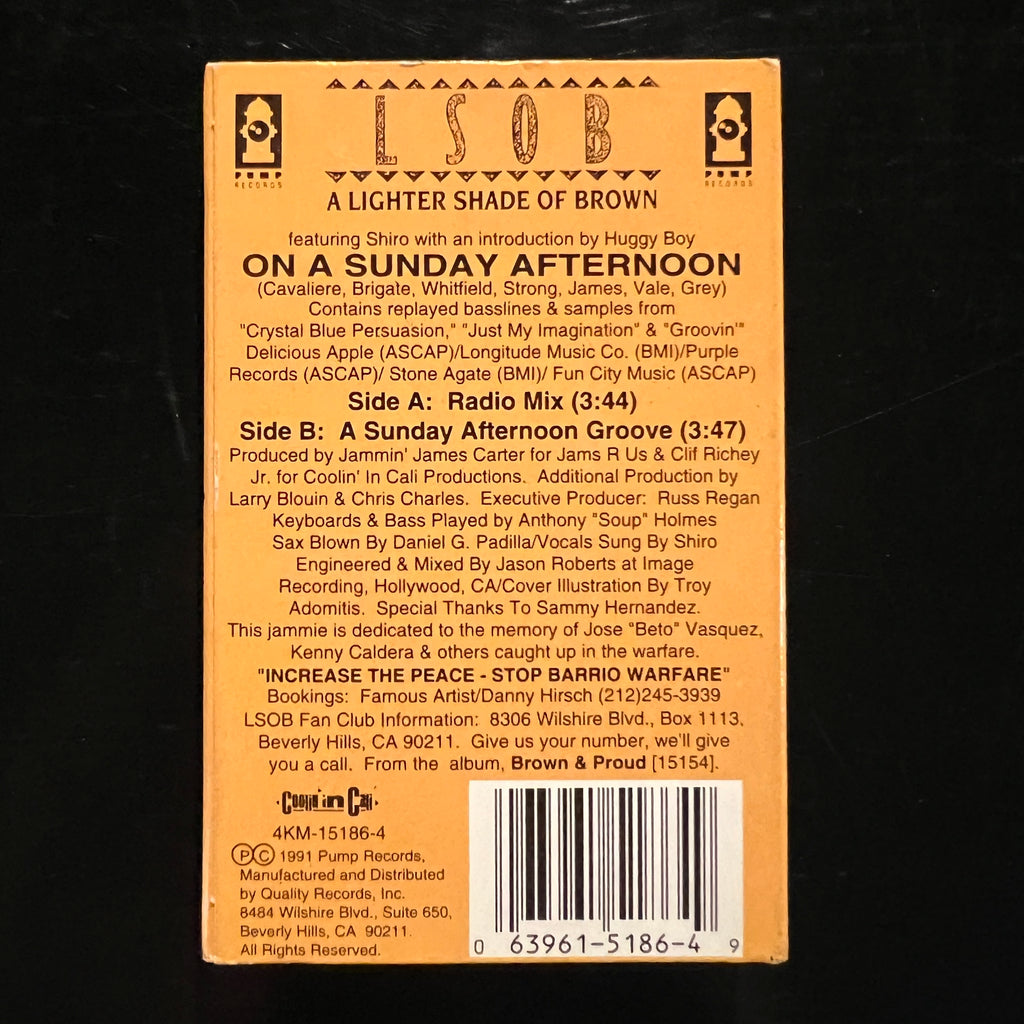 LSOB
PUMP
RECORDS
PUMP
RECORDS
A LIGHTER SHADE OF BROWN
featuring Shiro with an introduction by Huggy Boy
ON A SUNDAY AFTERNOON
(Cavaliere, Brigate, Whitfield, Strong, James, Vale, Grey)
Contains replayed basslines & samples from
"Crystal Blue Persuasion," "Just My Imagination" & "Groovin'"
Delicious Apple (ASCAP)/Longitude Music Co. (BMI)/Purple
Records (ASCAP)/ Stone Agate (BMI)/ Fun City Music (ASCAP)
Side A: Radio Mix (3:44)
Side B: A Sunday Afternoon Groove (3:47)
Produced by Jammin' James Carter for Jams R Us & Clif Richey
Jr. for Coolin' In Cali Productions. Additional Production by
Larry Blouin & Chris Charles. Executive Producer: Russ Regan
Keyboards & Bass Played by Anthony "Soup" Holmes
Sax Blown By Daniel G. Padilla/Vocals Sung By Shiro
Engineered & Mixed By Jason Roberts at Image
Recording, Hollywood, CA/Cover Illustration By Troy
Adomitis. Special Thanks To Sammy Hernandez.
This jammie is dedicated to the memory of Jose "Beto" Vasquez,
Kenny Caldera & others caught up in the warfare.
"INCREASE THE PEACE - STOP BARRIO WARFARE"
Bookings: Famous Artist/Danny Hirsch (212)245-3939
LSOB Fan Club Information: 8306 Wilshire Blvd., Box 1113,
Beverly Hills, CA 90211. Give us your number, we'll give
you a call. From the album, Brown & Proud [15154].
Coolin' in Cali
4KM-15186-4
ⓅⒸ 1991 Pump Records,
Manufactured and Distributed
by Quality Records, Inc.
8484 Wilshire Blvd., Suite 650,
Beverly Hills, CA 90211.
All Rights Reserved.
0 63961-5186-4 9